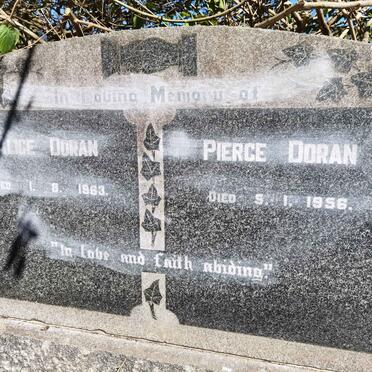 In Loving Memory of
DORAN
PIERCE DORAN
1. 8. 1963.
DIED 5. 1. 1956.
"In love and faith abiding."